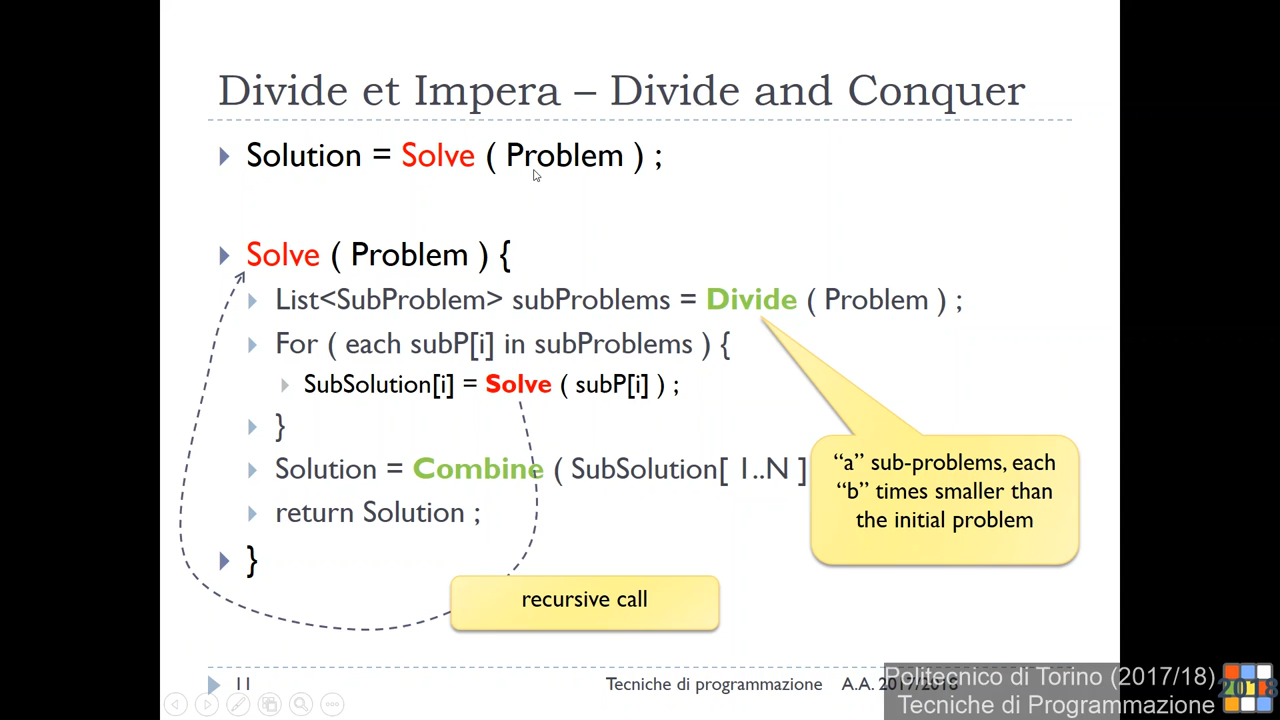 Divide et Impera – Divide and Conquer
Solution = Solve ( Problem ) ;
Solve ( Problem ) {
List<SubProblem> subProblems = Divide ( Problem ) ;
For ( each subP[i] in subProblems ) {
SubSolution[i] = Solve ( subP[i] ) ;
}
Solution = Combine ( SubSolution[ 1..N ]
return Solution ;
}
“a” sub-problems, each
“b” times smaller than
the initial problem
recursive call
11
Tecniche di programmazione A.A. 2017/2018
Politecnico di Torino (2017/18)
Tecniche di Programmazione
2018